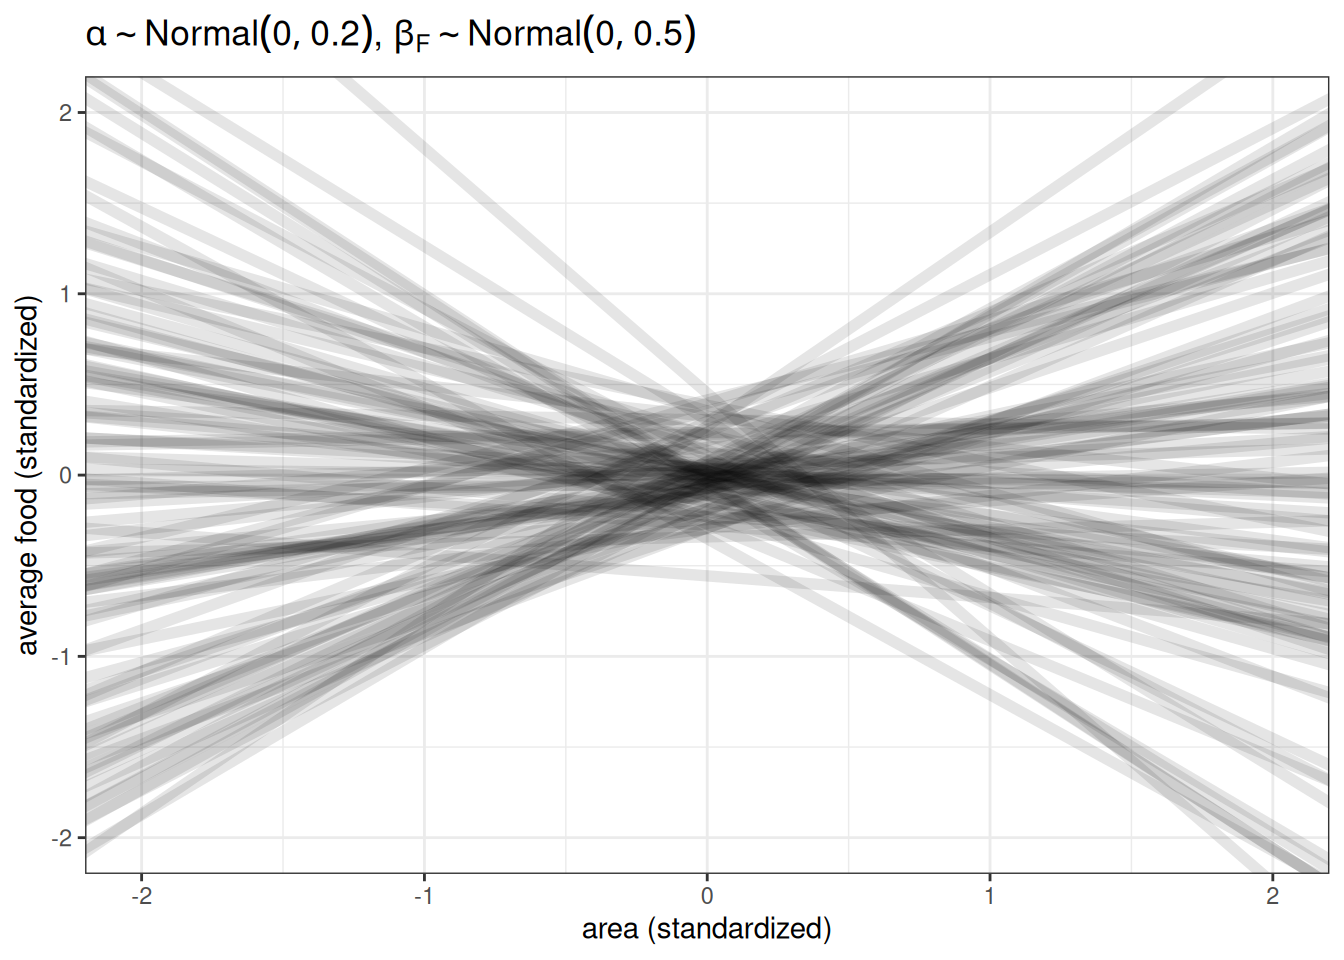 α ~ Normal(0, 0.2), β_F ~ Normal(0, 0.5)
average food (standardized)
2
1
0
-1
-2
-2 -1 0 1 2
area (standardized)